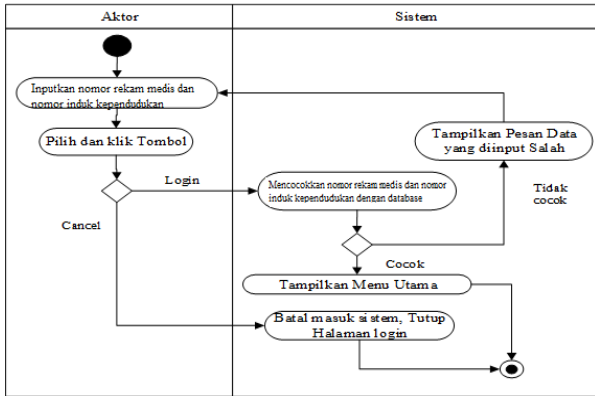 Aktor
Sistem
Inputkan nomor rekam medis dan
nomor induk kependudukan
Pilih dan klik Tombol
Login
Cancel
Mencocokkan nomor rekam medis dan nomor
induk kependudukan dengan database
Tampilkan Pesan Data
yang diinput Salah
Tidak
cocok
Cocok
Tampilkan Menu Utama
Batal masuk sistem, Tutup
Halaman login